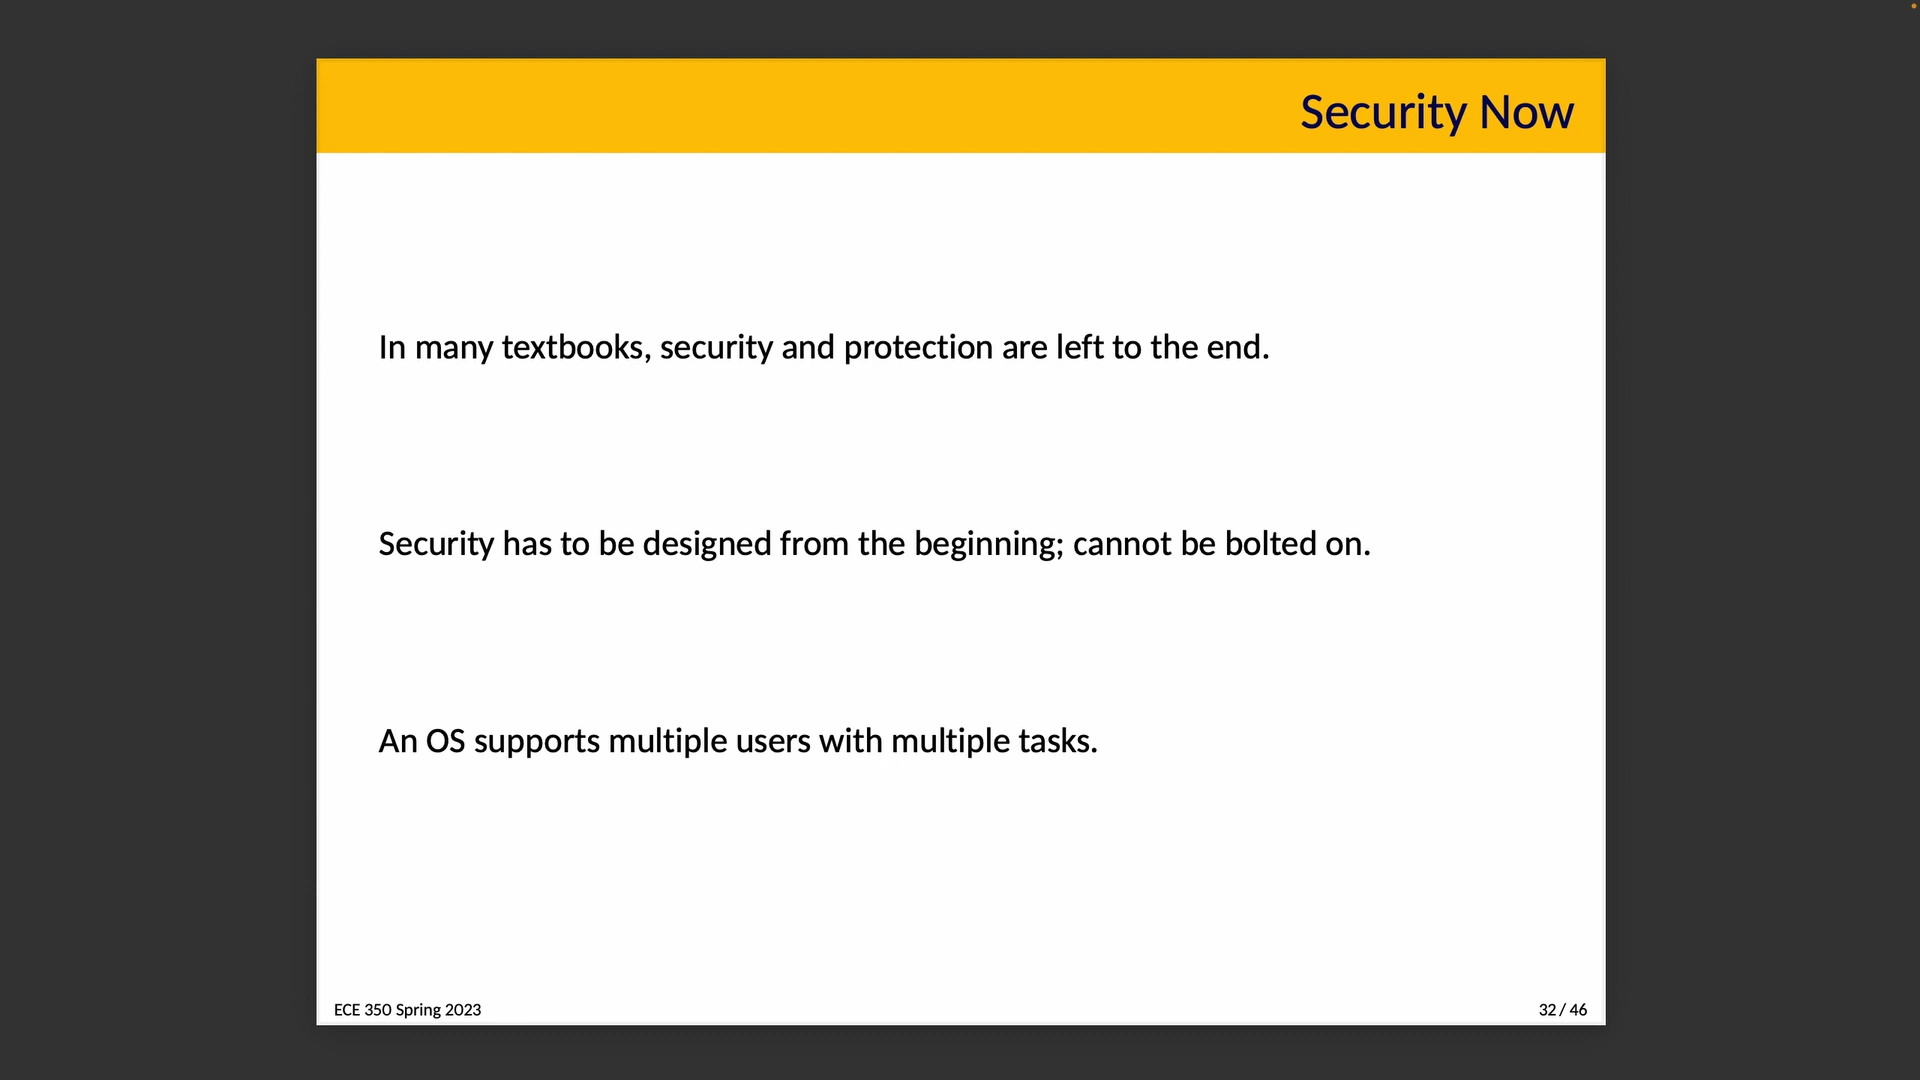 Security Now
In many textbooks, security and protection are left to the end.
Security has to be designed from the beginning; cannot be bolted on.
An OS supports multiple users with multiple tasks.
ECE 350 Spring 2023
32 / 46